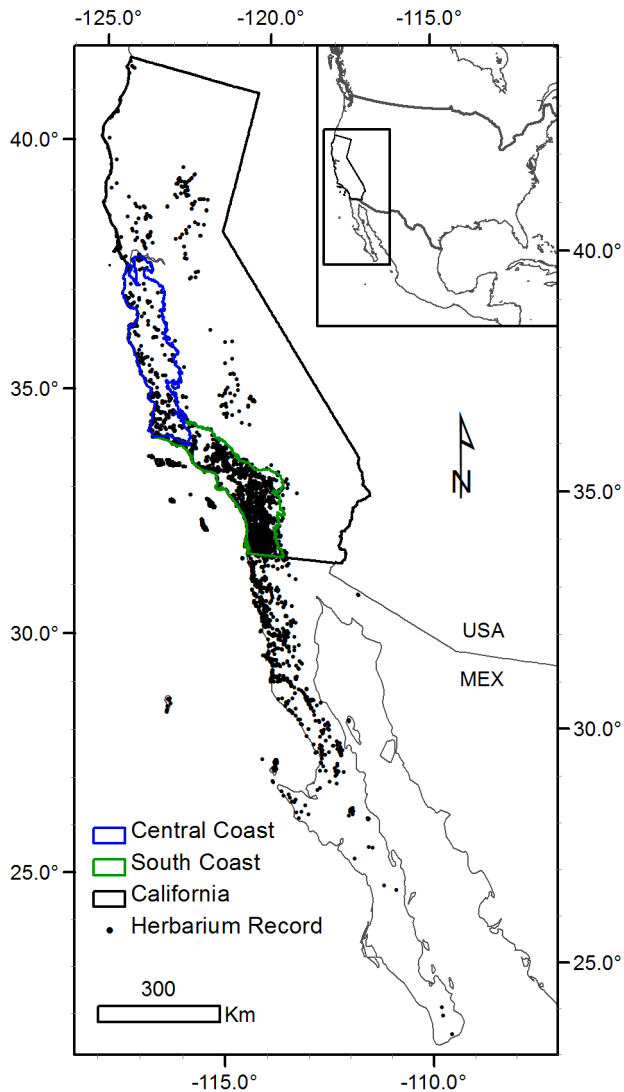 -125.0° -120.0° -115.0°
40.0°
40.0°
35.0°
35.0°
N
30.0°
USA
MEX
30.0°
25.0°
Central Coast
South Coast
California
Herbarium Record
25.0°
300
Km
-115.0° -110.0°